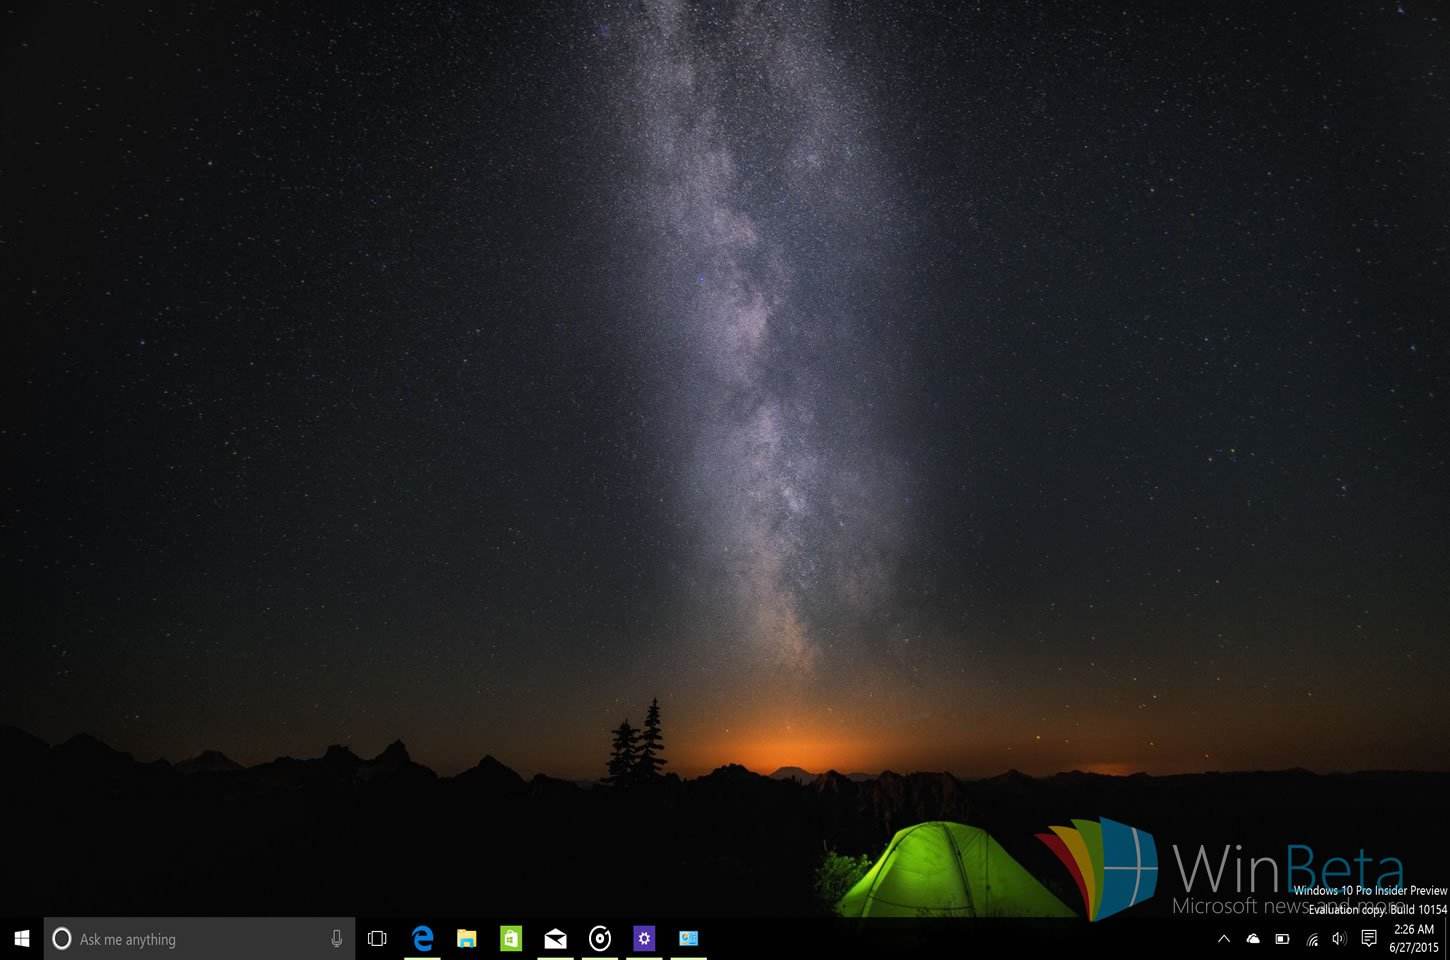 WinBeta
Windows 10 Pro Insider Preview
Microsoft news and more
Evaluation copy. Build 10154
Ask me anything
2:26 AM
6/27/2015